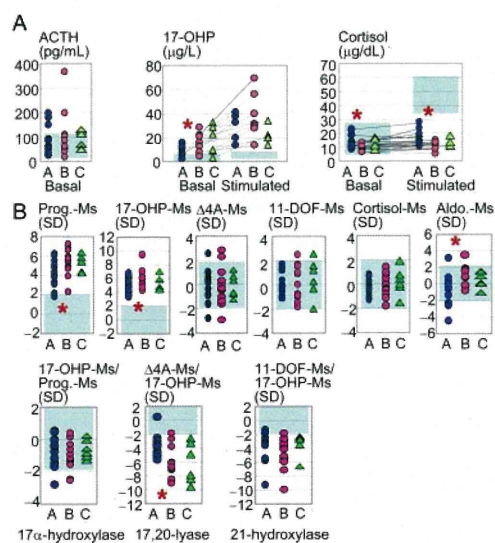 A
ACTH
(pg/mL)
17-OHP
(μg/L)
Cortisol
(μg/dL)
400
300
200
100
0
80
60
40
20
0
70
60
50
40
30
20
10
0
*
*
*
A B C
A B C A B C
A B C A B C
Basal
Basal Stimulated
Basal Stimulated
B
Prog.-Ms
(SD)
17-OHP-Ms
(SD)
Δ4A-Ms
(SD)
11-DOF-Ms
(SD)
Cortisol-Ms
(SD)
Aldo.-Ms
(SD)
8
6
4
2
0
−2
10
8
6
4
2
0
−2
4
2
0
−2
−4
4
2
0
−2
−4
4
2
0
−2
−4
6
4
2
0
−2
−4
−6
*
*
*
A B C
A B C
A B C
A B C
A B C
A B C
17-OHP-Ms/
Prog.-Ms
(SD)
Δ4A-Ms/
17-OHP-Ms
(SD)
11-DOF-Ms/
17-OHP-Ms
(SD)
2
0
−2
−4
2
0
−2
−4
−6
−8
−10
−12
2
0
−2
−4
−6
−8
−10
−12
*
A B C
A B C
A B C
17α-hydroxylase
17,20-lyase
21-hydroxylase